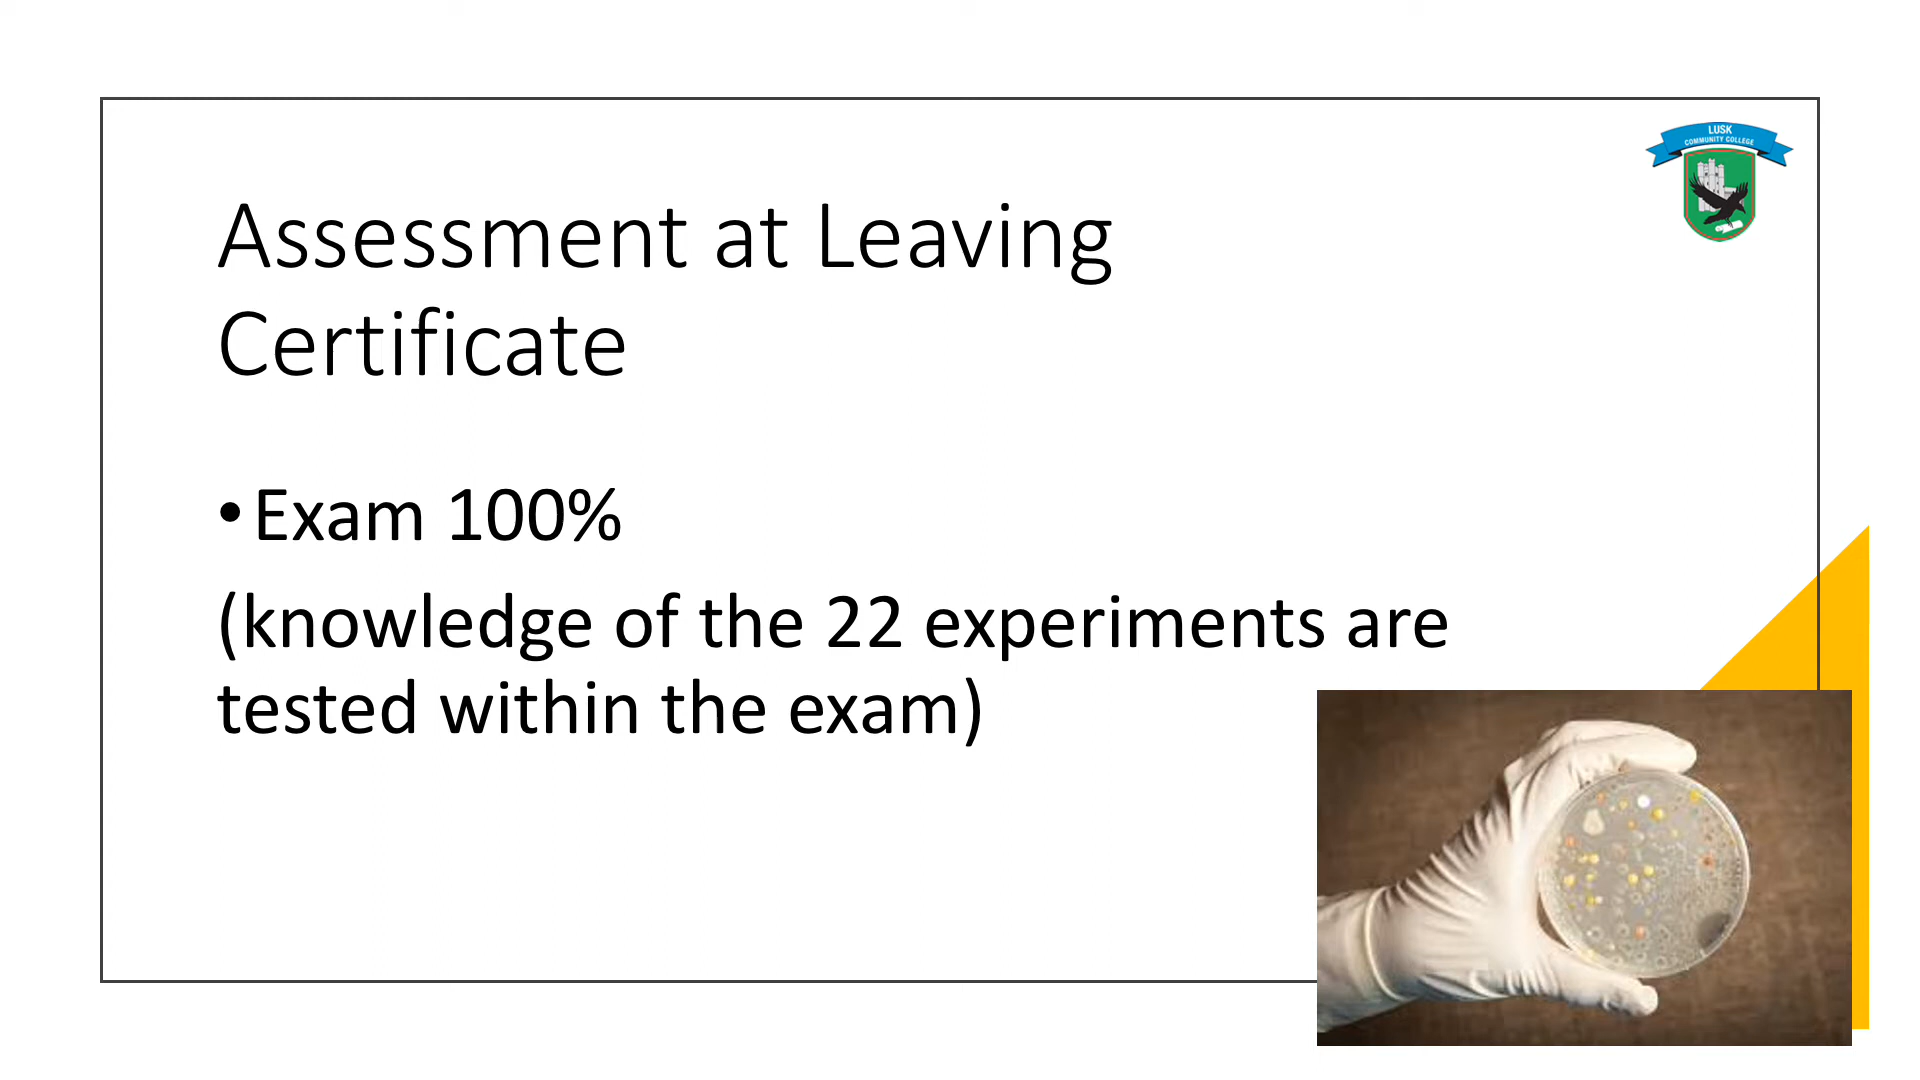 LUSK
COMMUNITY COLLEGE
Assessment at Leaving
Certificate
•Exam 100%
(knowledge of the 22 experiments are
tested within the exam)